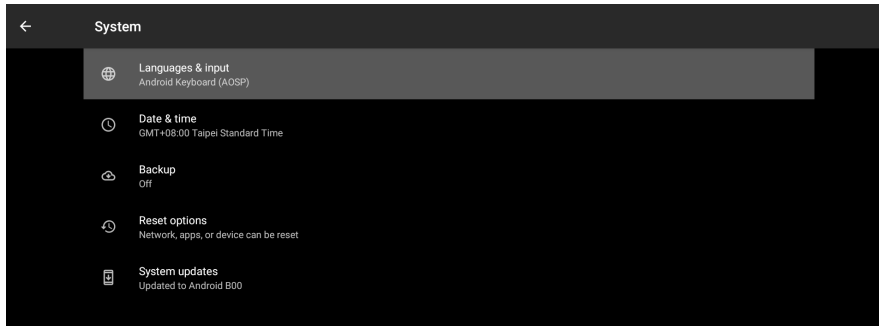 System
Languages & input
Android Keyboard (AOSP)
Date & time
GMT+08:00 Taipei Standard Time
Backup
Off
Reset options
Network, apps, or device can be reset
System updates
Updated to Android B00